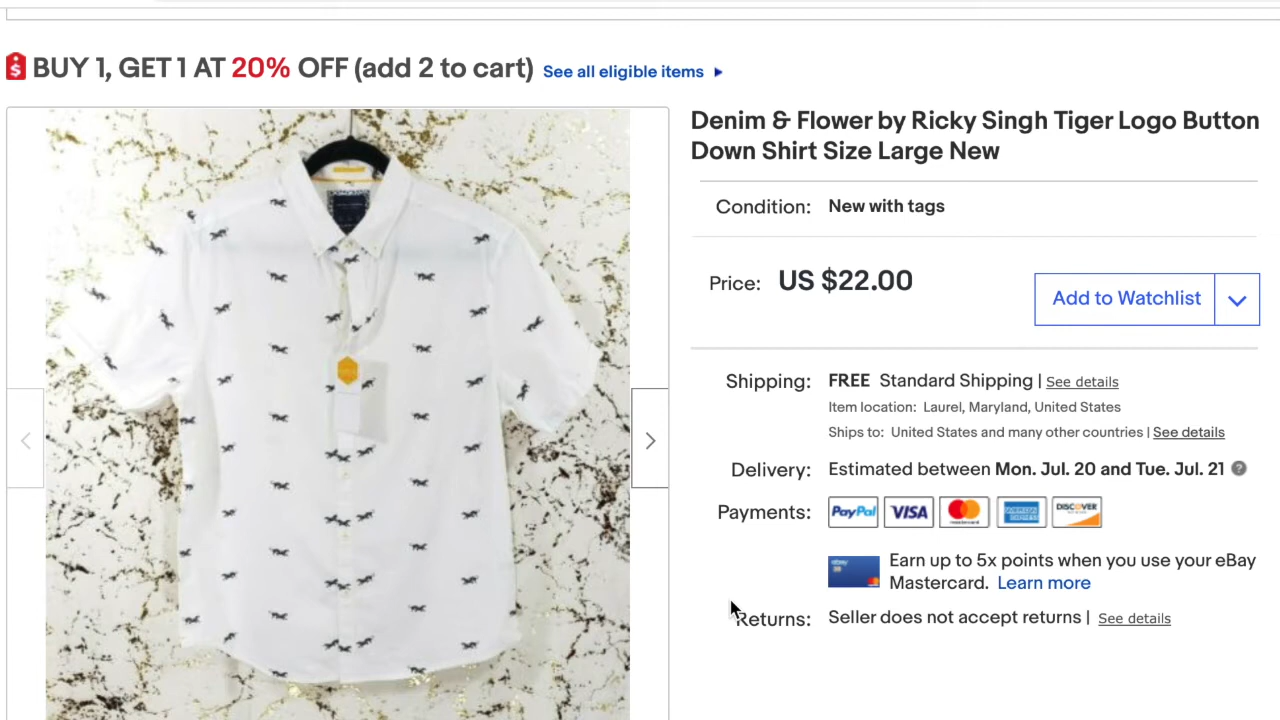 BUY 1, GET 1 AT 20% OFF (add 2 to cart) See all eligible items
Denim & Flower by Ricky Singh Tiger Logo Button
Down Shirt Size Large New
Condition: New with tags
Price: US $22.00
Add to Watchlist
Shipping: FREE Standard Shipping | See details
Item location: Laurel, Maryland, United States
Ships to: United States and many other countries | See details
Delivery: Estimated between Mon. Jul. 20 and Tue. Jul. 21
Payments: PayPal VISA mastercard DISCOVER
ebay
Earn up to 5x points when you use your eBay
Mastercard. Learn more
Returns: Seller does not accept returns | See details